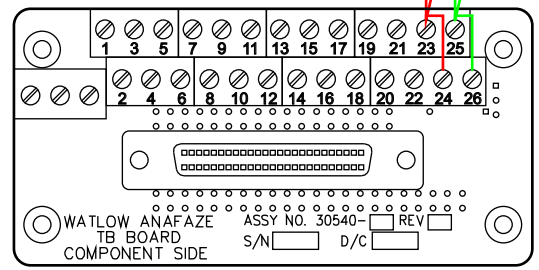 1 3 5 7 9 11 13 15 17 19 21 23 25
2 4 6 8 10 12 14 16 18 20 22 24 26
WATLOW ANAFAZE ASSY NO. 30540- REV
TB BOARD S/N D/C
COMPONENT SIDE